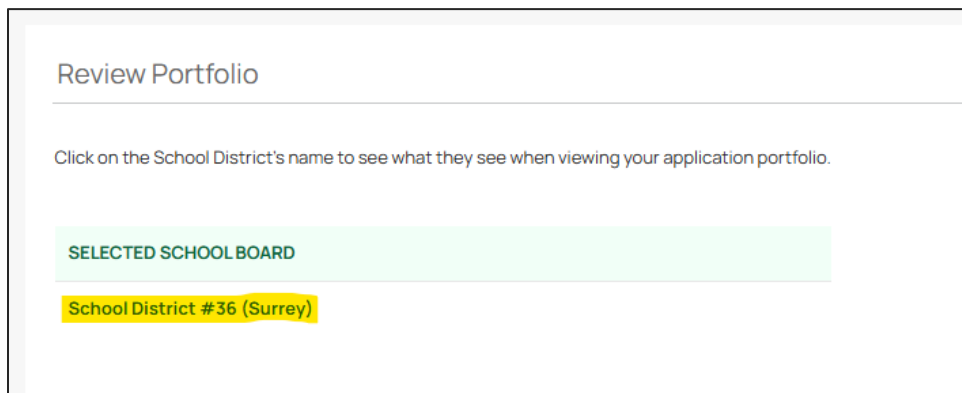 Review Portfolio
Click on the School District's name to see what they see when viewing your application portfolio.
SELECTED SCHOOL BOARD
School District #36 (Surrey)